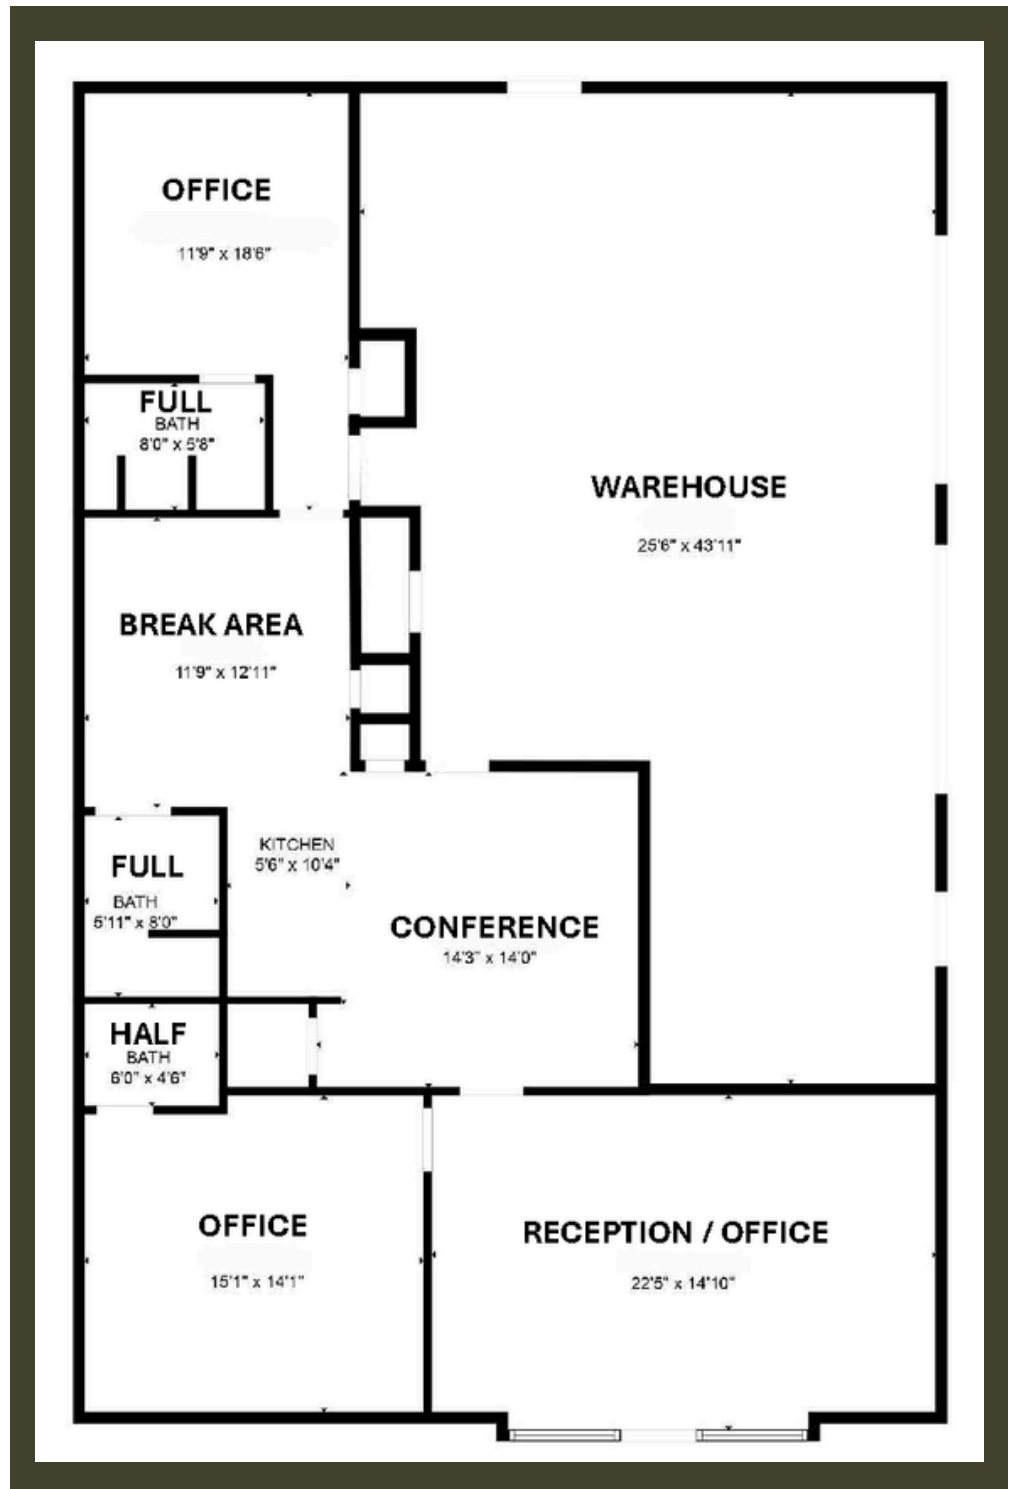 OFFICE
11'9" x 18'6"
FULL
BATH
8'0" x 5'8"
WAREHOUSE
25'6" x 43'11"
BREAK AREA
11'9" x 12'11"
KITCHEN
5'6" x 10'4"
FULL
BATH
5'11" x 8'0"
CONFERENCE
14'3" x 14'0"
HALF
BATH
6'0" x 4'6"
OFFICE
15'1" x 14'1"
RECEPTION / OFFICE
22'5" x 14'10"